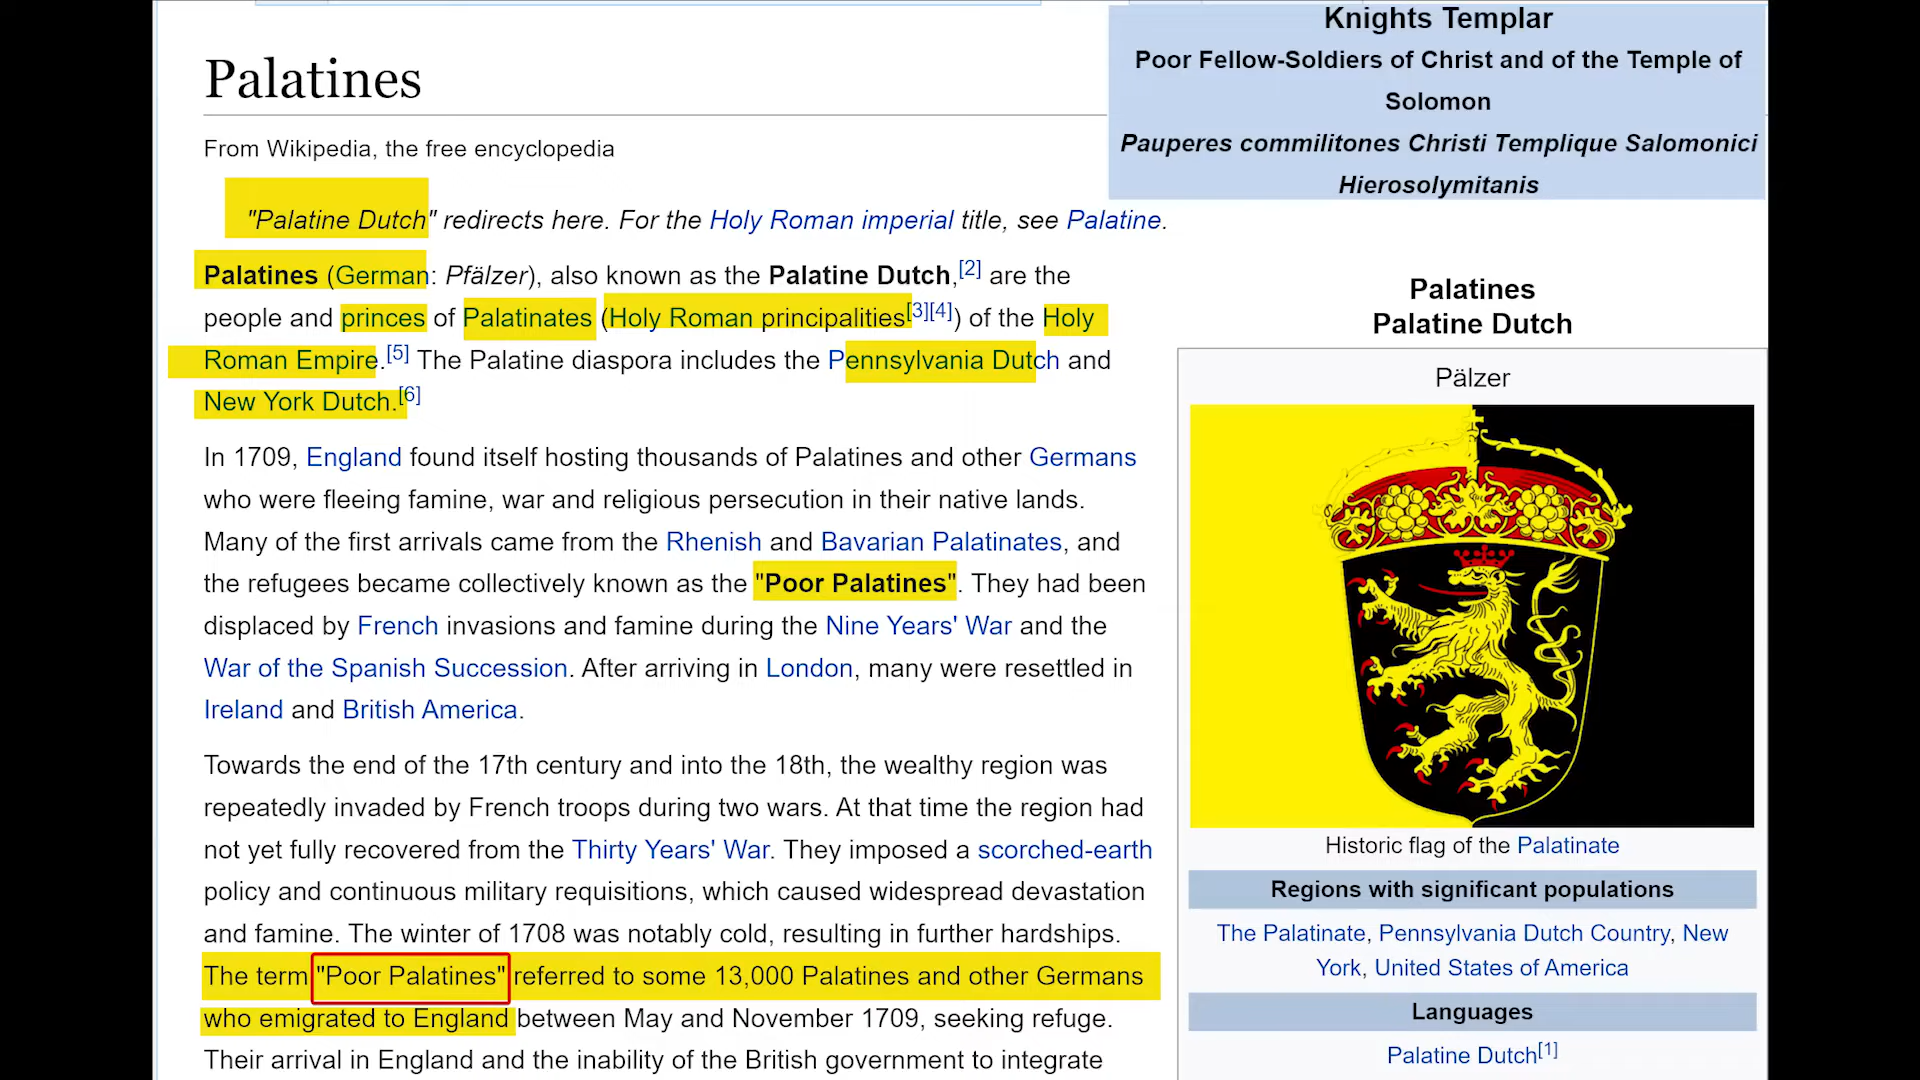 Knights Templar
Poor Fellow-Soldiers of Christ and of the Temple of
Solomon
Pauperes commilitones Christi Templique Salomonici
Hierosolymitanis
Palatines
From Wikipedia, the free encyclopedia
"Palatine Dutch" redirects here. For the Holy Roman imperial title, see Palatine.
Palatines (German: Pfälzer), also known as the Palatine Dutch,[2] are the
people and princes of Palatinates (Holy Roman principalities[3][4]) of the Holy
Roman Empire.[5] The Palatine diaspora includes the Pennsylvania Dutch and
New York Dutch.[6]
In 1709, England found itself hosting thousands of Palatines and other Germans
who were fleeing famine, war and religious persecution in their native lands.
Many of the first arrivals came from the Rhenish and Bavarian Palatinates, and
the refugees became collectively known as the "Poor Palatines". They had been
displaced by French invasions and famine during the Nine Years' War and the
War of the Spanish Succession. After arriving in London, many were resettled in
Ireland and British America.
Towards the end of the 17th century and into the 18th, the wealthy region was
repeatedly invaded by French troops during two wars. At that time the region had
not yet fully recovered from the Thirty Years' War. They imposed a scorched-earth
policy and continuous military requisitions, which caused widespread devastation
and famine. The winter of 1708 was notably cold, resulting in further hardships.
The term "Poor Palatines" referred to some 13,000 Palatines and other Germans
who emigrated to England between May and November 1709, seeking refuge.
Their arrival in England and the inability of the British government to integrate
Palatines
Palatine Dutch
Pälzer
Historic flag of the Palatinate
Regions with significant populations
The Palatinate, Pennsylvania Dutch Country, New
York, United States of America
Languages
Palatine Dutch[1]